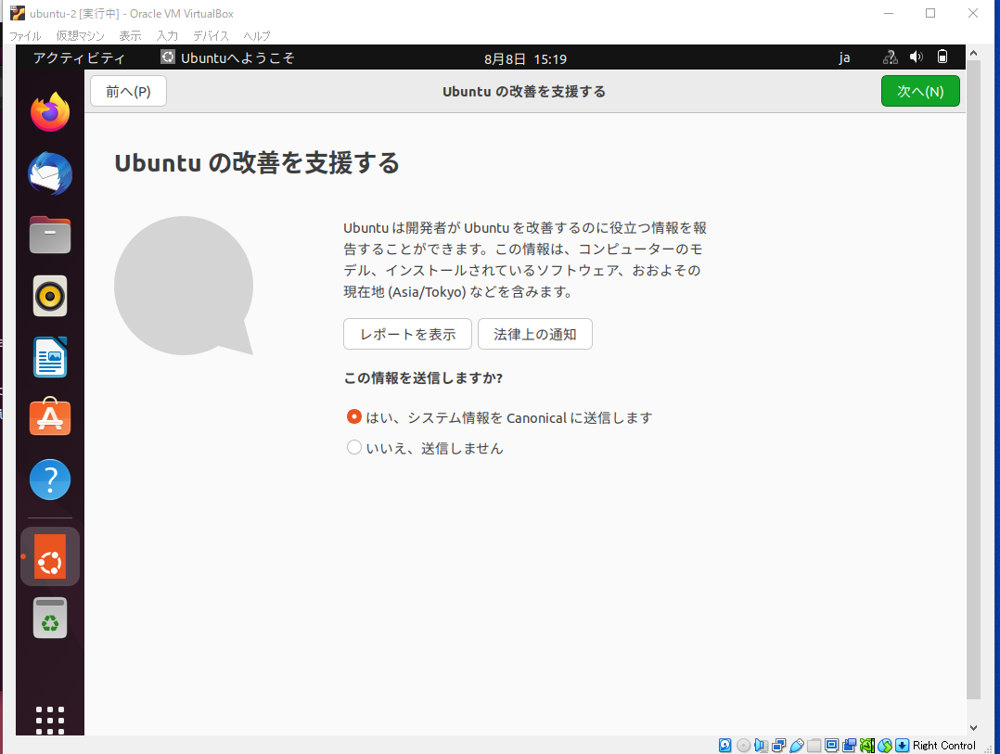 ubuntu-2 [実行中] - Oracle VM VirtualBox
ファイル 仮想マシン 表示 入力 デバイス ヘルプ
アクティビティ Ubuntuへようこそ 8月8日 15:19 ja
前へ(P) Ubuntu の改善を支援する 次へ(N)
Ubuntu の改善を支援する
Ubuntu は開発者が Ubuntu を改善するのに役立つ情報を報
告することができます。この情報は、コンピューターのモ
デル、インストールされているソフトウェア、おおよその
現在地 (Asia/Tokyo) などを含みます。
レポートを表示 法律上の通知
この情報を送信しますか?
はい、システム情報を Canonical に送信します
いいえ、送信しません
Right Control